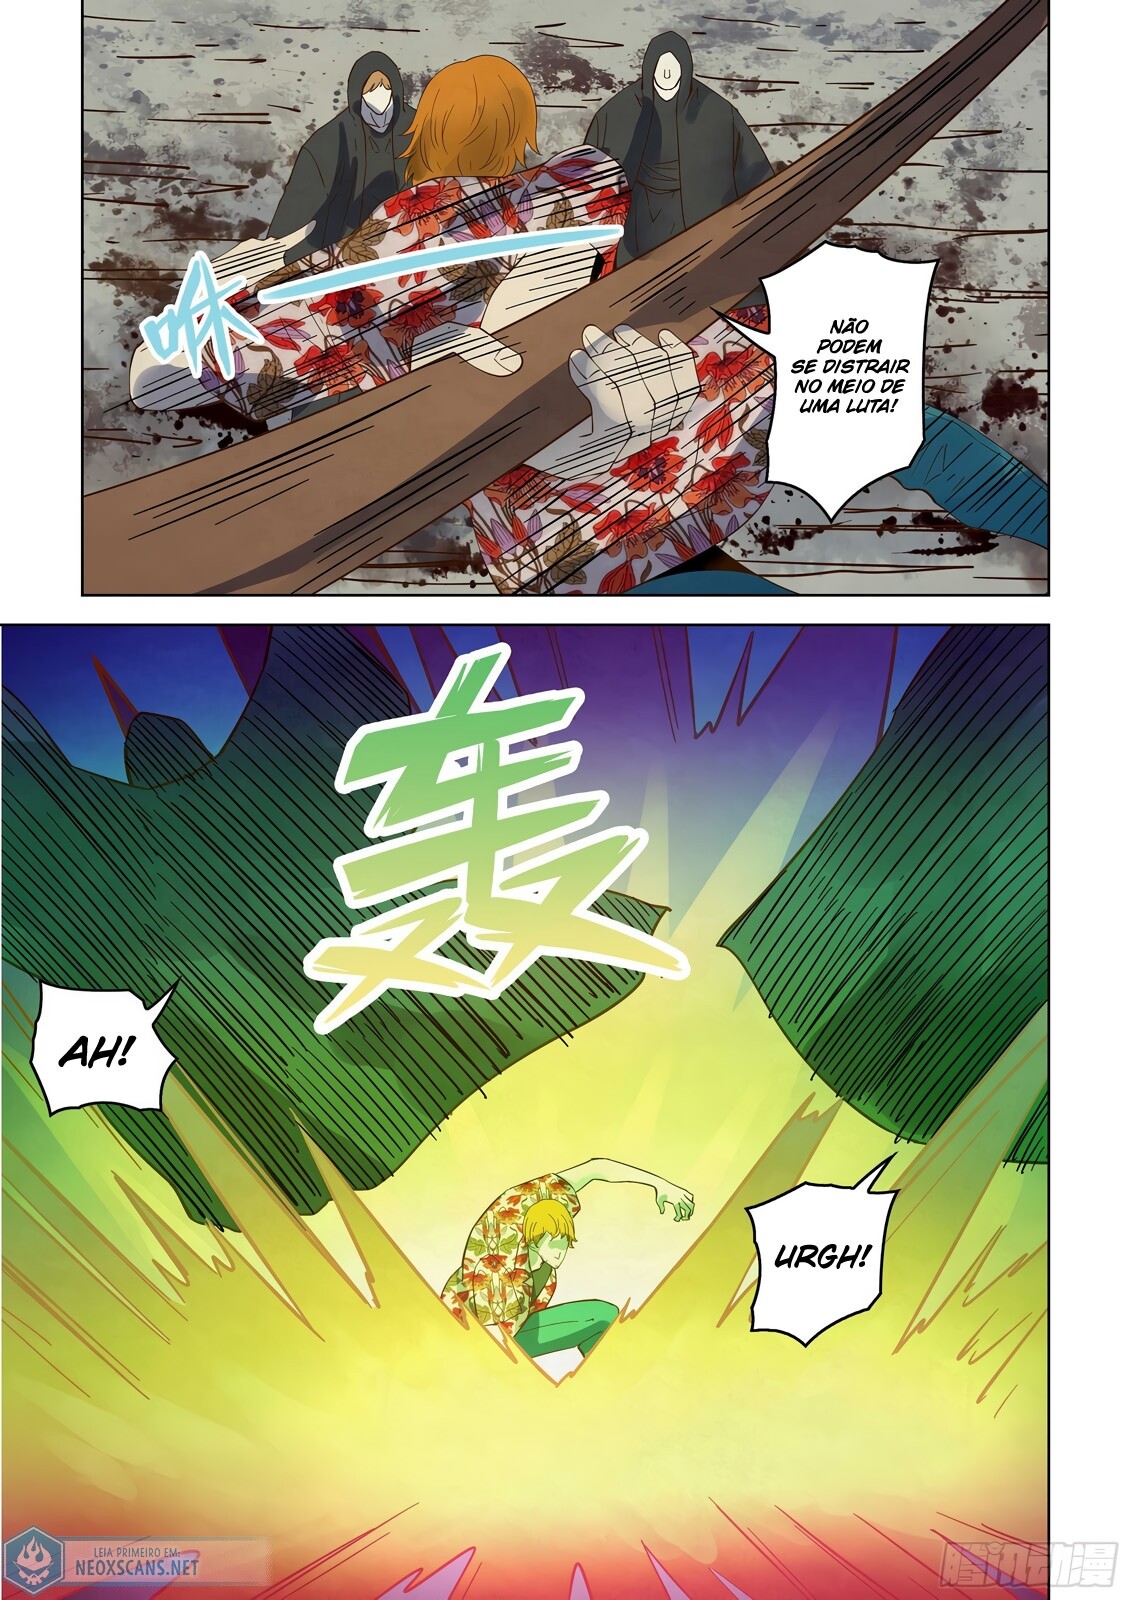 咻
NÃO
PODEM
SE DISTRAIR
NO MEIO DE
UMA LUTA!
轰
AH!
URGH!
LEIA PRIMEIRO EM:
NEOXSCANS.NET
腾讯动漫